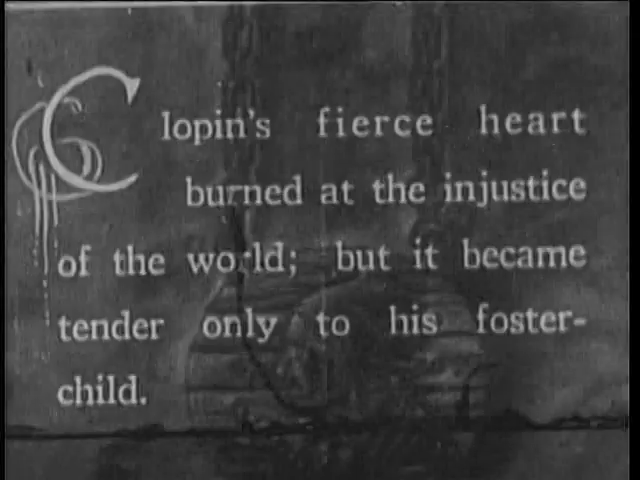 Clopin's fierce heart
burned at the injustice
of the world; but it became
tender only to his foster-
child.